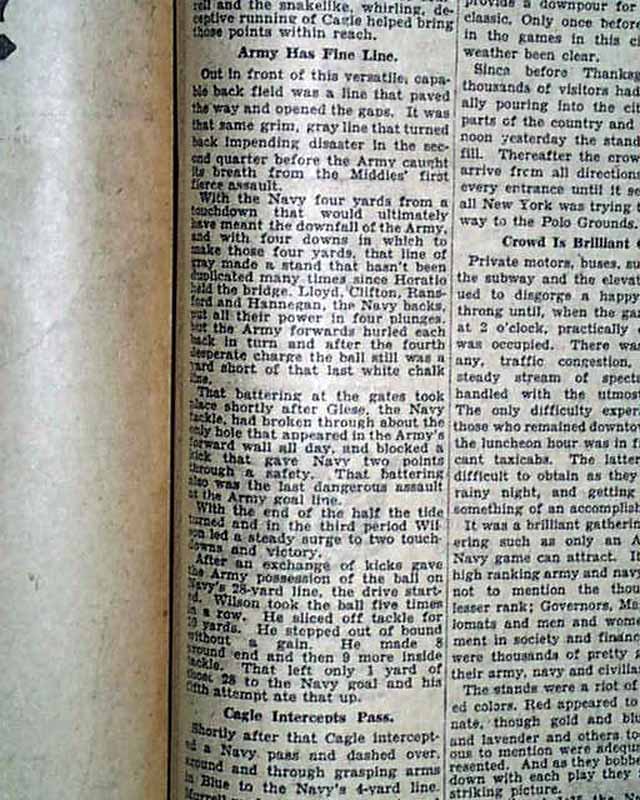 rell and the snakelike, whirling, de-
ceptive running of Cagle helped bring
those points within reach.
Army Has Fine Line.
Out in front of this versatile, capa-
ble back field was a line that paved
the way and opened the gaps. It was
that same grim, gray line that turned
back impending disaster in the sec-
ond quarter before the Army caught
its breath from the Middies' first
fierce assault.
With the Navy four yards from a
touchdown that would ultimately
have meant the downfall of the Army,
and with four downs in which to
make those four yards, that line of
gray made a stand that hasn't been
duplicated many times since Horatio
held the bridge. Lloyd, Clifton, Rans-
ford and Hannegan, the Navy backs,
put all their power in four plunges,
but the Army forwards hurled each
back in turn and after the fourth
desperate charge the ball still was a
yard short of that last white chalk
line.
That battering at the gates took
place shortly after Giese, the Navy
tackle, had broken through about the
only hole that appeared in the Army's
forward wall all day, and blocked a
kick that gave Navy two points
through a safety. That battering
also was the last dangerous assault
at the Army goal line.
With the end of the half the tide
turned and in the third period Wil-
son led a steady surge to two touch-
downs and victory.
After an exchange of kicks gave
the Army possession of the ball on
Navy's 28-yard line, the drive start-
ed. Wilson took the ball five times
in a row. He sliced off tackle for
10 yards. He stepped out of bound
without a gain. He made 8
around end and then 9 more inside
tackle. That left only 1 yard of
those 28 to the Navy goal and his
fifth attempt ate that up.
Cagle Intercepts Pass.
Shortly after that Cagle intercept-
ed a Navy pass and dashed over,
around and through grasping arms
in Blue to the Navy's 4-yard line.
provide a downpour for
classic. Only once before
in the games in this ci
weather been clear.
Since before Thanks
thousands of visitors had
ally pouring into the ci
parts of the country and
noon yesterday the stand
fill. Thereafter the crow
arrive from all directions
every entrance until it se
all New York was trying t
way to the Polo Grounds.
Crowd Is Brilliant
Private motors, buses, su
the subway and the elevat
ued to disgorge a happy
throng until, when the ga
at 2 o'clock, practically
was occupied. There was
any, traffic congestion,
steady stream of spect
handled with the utmost
The only difficulty exper
those who remained downtow
the luncheon hour was in fi
cant taxicabs. The latter
difficult to obtain as they
rainy night, and getting
something of an accomplish
It was a brilliant gatherin
ering such as only an A
Navy game can attract. It
high ranking army and navy
not to mention the thou
lesser rank; Governors, Ma
lomats and men and wome
ment in society and financ
were thousands of pretty g
their army, navy and civilian
The stands were a riot of
ed colors. Red appeared to
nate, though gold and blu
and lavender and others to
ous to mention were adequa
resented. And as they bobbe
down with each play they
striking picture.